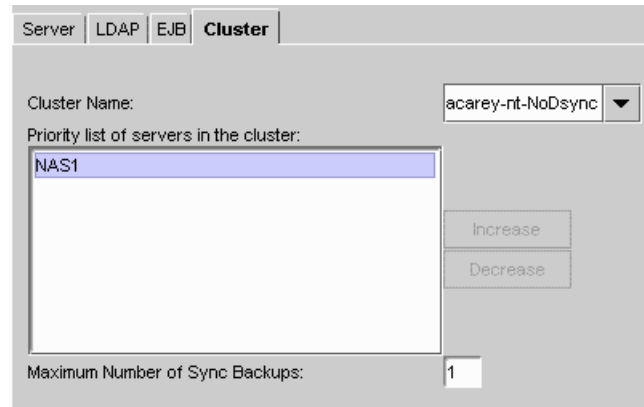 Server LDAP EJB Cluster
Cluster Name: acarey-nt-NoDsync
Priority list of servers in the cluster:
NAS1
Increase
Decrease
Maximum Number of Sync Backups: 1